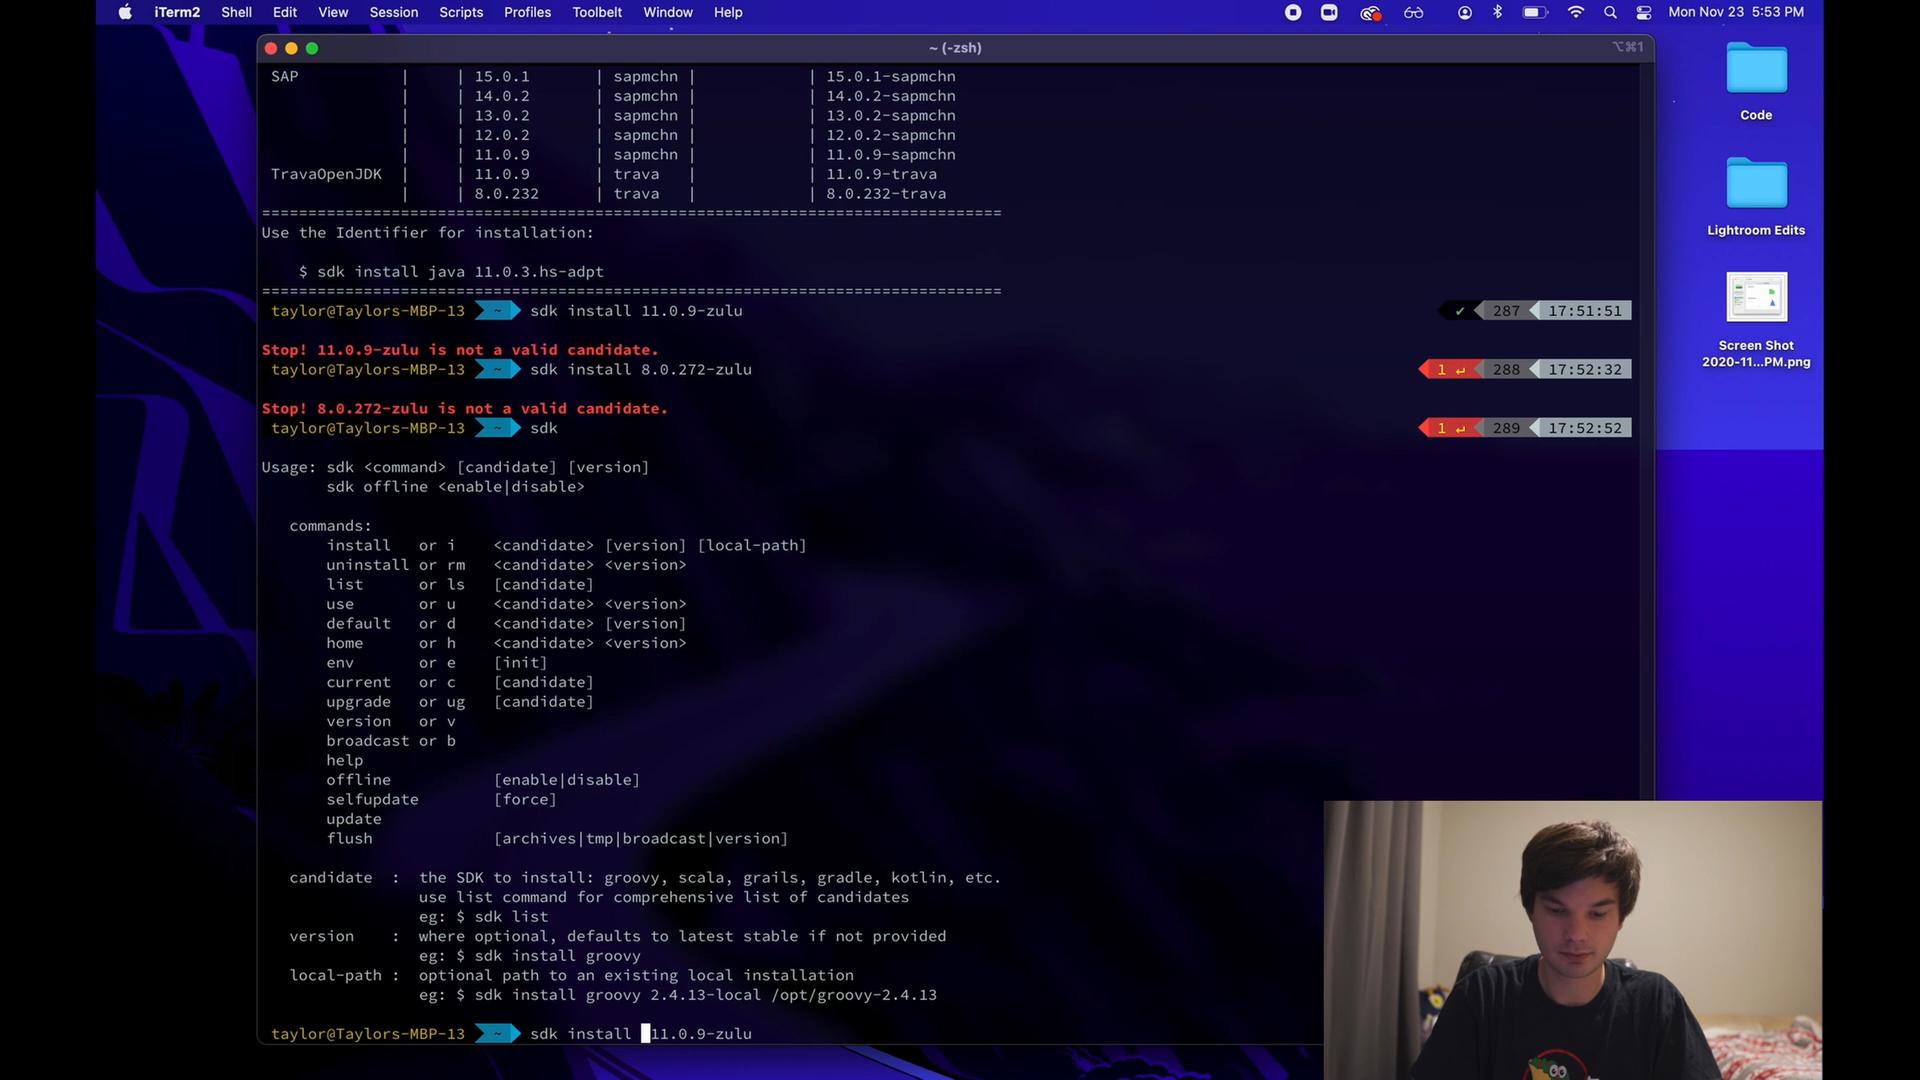 iTerm2 Shell Edit View Session Scripts Profiles Toolbelt Window Help Mon Nov 23 5:53 PM
~ (-zsh) ⌥⌘1
SAP | | 15.0.1 | sapmchn | | 15.0.1-sapmchn
| | 14.0.2 | sapmchn | | 14.0.2-sapmchn
| | 13.0.2 | sapmchn | | 13.0.2-sapmchn
| | 12.0.2 | sapmchn | | 12.0.2-sapmchn
| | 11.0.9 | sapmchn | | 11.0.9-sapmchn
TravaOpenJDK | | 11.0.9 | trava | | 11.0.9-trava
| | 8.0.232 | trava | | 8.0.232-trava
================================================================================
Use the Identifier for installation:
$ sdk install java 11.0.3.hs-adpt
================================================================================
taylor@Taylors-MBP-13 ~ sdk install 11.0.9-zulu ✔ 287 17:51:51
Stop! 11.0.9-zulu is not a valid candidate.
taylor@Taylors-MBP-13 ~ sdk install 8.0.272-zulu 1 ↵ 288 17:52:32
Stop! 8.0.272-zulu is not a valid candidate.
taylor@Taylors-MBP-13 ~ sdk 1 ↵ 289 17:52:52
Usage: sdk <command> [candidate] [version]
sdk offline <enable|disable>
commands:
install or i <candidate> [version] [local-path]
uninstall or rm <candidate> <version>
list or ls [candidate]
use or u <candidate> <version>
default or d <candidate> [version]
home or h <candidate> <version>
env or e [init]
current or c [candidate]
upgrade or ug [candidate]
version or v
broadcast or b
help
offline [enable|disable]
selfupdate [force]
update
flush [archives|tmp|broadcast|version]
candidate : the SDK to install: groovy, scala, grails, gradle, kotlin, etc.
use list command for comprehensive list of candidates
eg: $ sdk list
version : where optional, defaults to latest stable if not provided
eg: $ sdk install groovy
local-path : optional path to an existing local installation
eg: $ sdk install groovy 2.4.13-local /opt/groovy-2.4.13
taylor@Taylors-MBP-13 ~ sdk install 11.0.9-zulu
Code
Lightroom Edits
Screen Shot
2020-11...PM.png